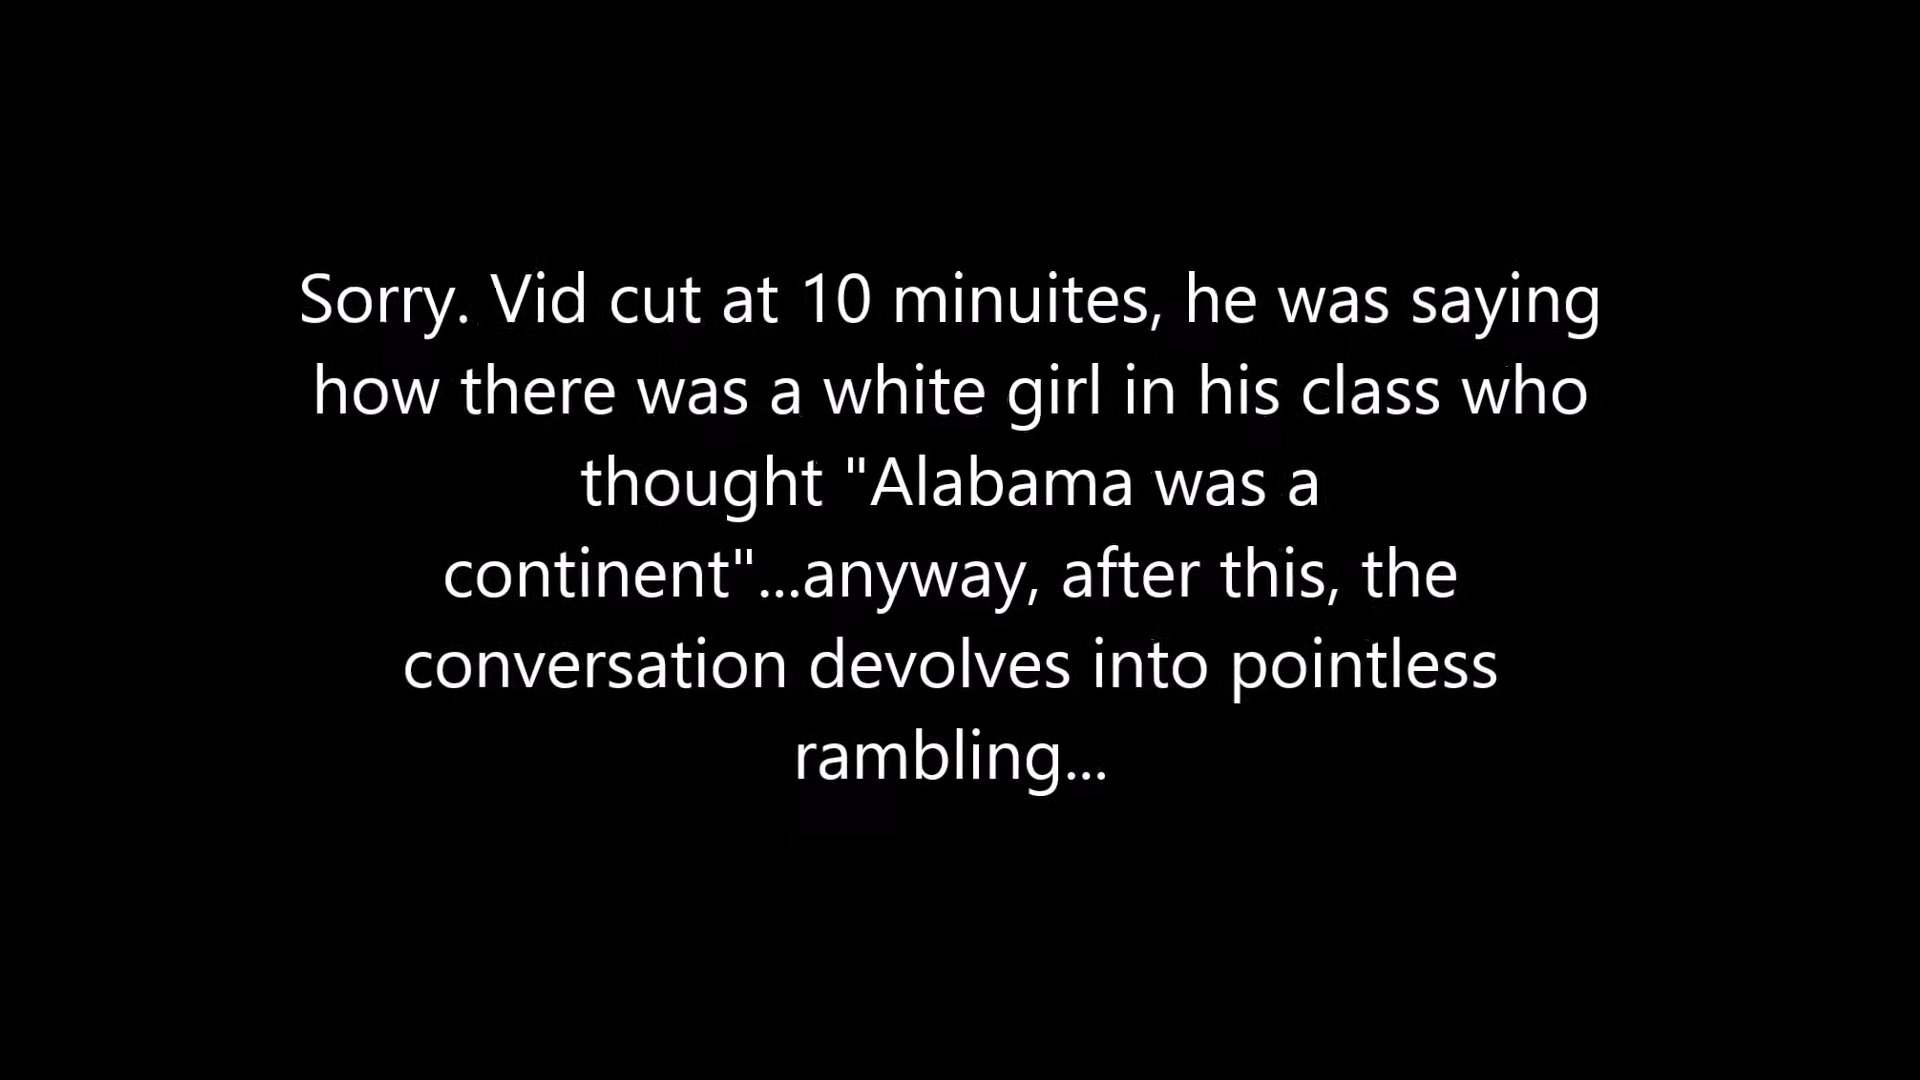 Sorry. Vid cut at 10 minuites, he was saying
how there was a white girl in his class who
thought "Alabama was a
continent"...anyway, after this, the
conversation devolves into pointless
rambling...